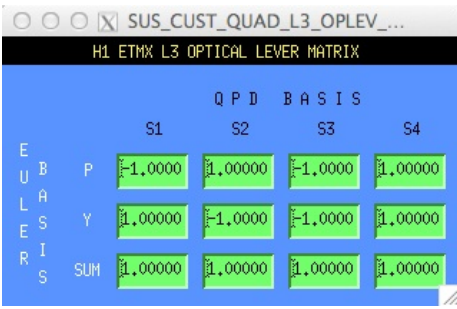 SUS_CUST_QUAD_L3_OPLEV_...
H1 ETMX L3 OPTICAL LEVER MATRIX
QPD BASIS
S1 S2 S3 S4
EULER
BASIS
P -1.0000 1.00000 -1.0000 1.00000
Y 1.00000 -1.0000 -1.0000 1.00000
SUM 1.00000 1.00000 1.00000 1.00000